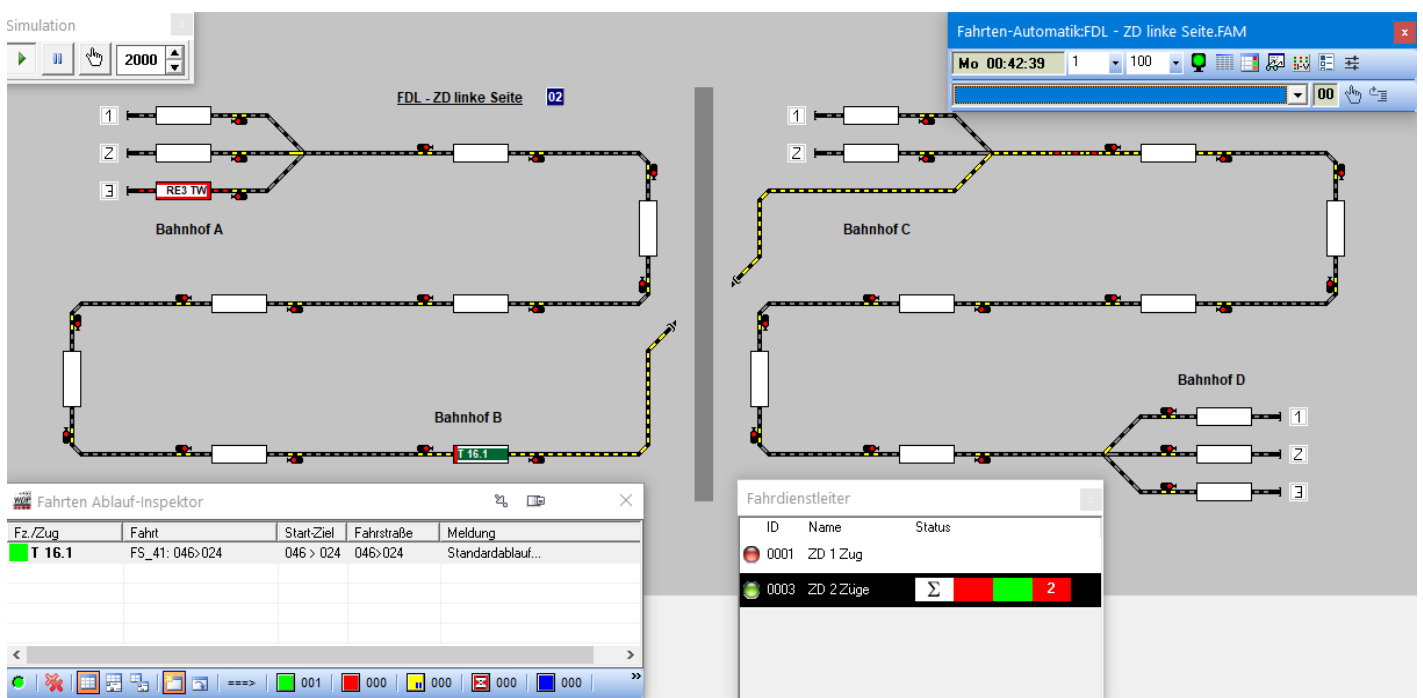 Simulation
2000
Fahrten-Automatik:FDL - ZD linke Seite.FAM
Mo 00:42:39 1 100
00
FDL - ZD linke Seite 02
1
2
3 RE3 TW
Bahnhof A
1
2
Bahnhof C
Bahnhof B
T 16.1
Bahnhof D
1
2
3
Fahrten Ablauf-Inspektor
Fz./Zug Fahrt Start-Ziel Fahrstraße Meldung
T 16.1 FS_41: 046>024 046 > 024 046>024 Standardablauf...
===> 001 000 000 000 000 »
Fahrdienstleiter
ID Name Status
0001 ZD 1 Zug
0003 ZD 2 Züge Σ 2